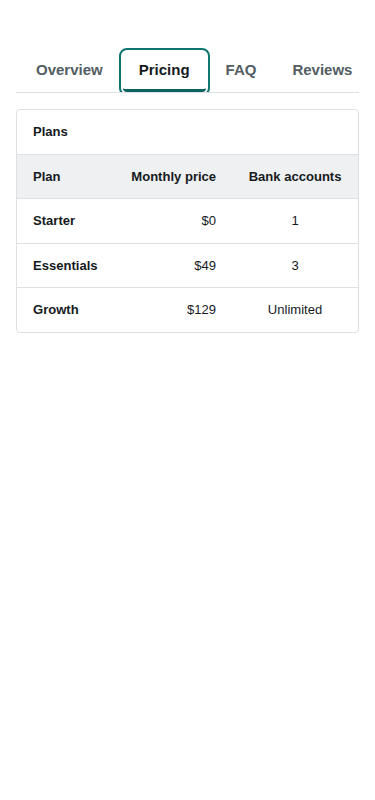 Overview Pricing FAQ Reviews
Plans
Plan Monthly price Bank accounts
Starter $0 1
Essentials $49 3
Growth $129 Unlimited